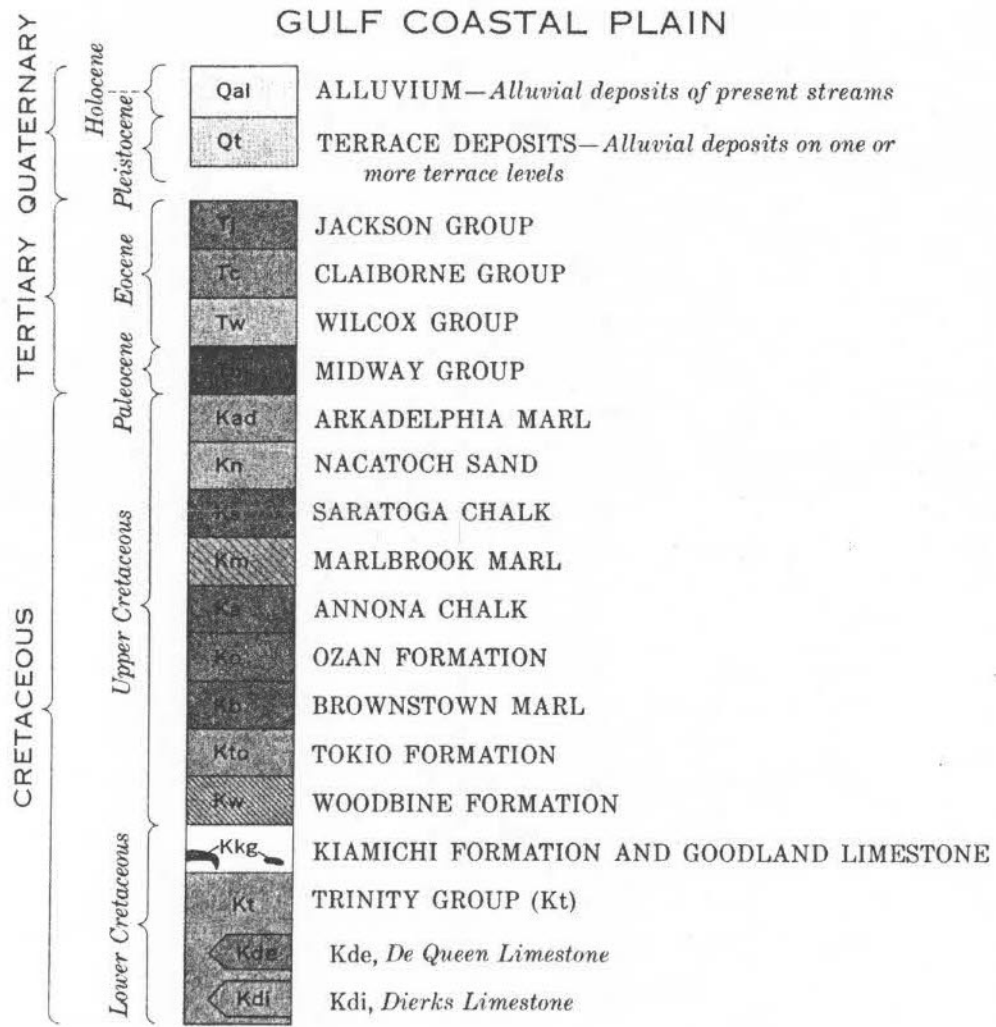 GULF COASTAL PLAIN
QUATERNARY
Holocene
Pleistocene
Qal ALLUVIUM—Alluvial deposits of present streams
Qt TERRACE DEPOSITS—Alluvial deposits on one or
more terrace levels
TERTIARY
Eocene
Paleocene
Tj JACKSON GROUP
Tc CLAIBORNE GROUP
Tw WILCOX GROUP
MIDWAY GROUP
CRETACEOUS
Upper Cretaceous
Kad ARKADELPHIA MARL
Kn NACATOCH SAND
Ks SARATOGA CHALK
Km MARLBROOK MARL
Ka ANNONA CHALK
Ko OZAN FORMATION
Kb BROWNSTOWN MARL
Kto TOKIO FORMATION
Kw WOODBINE FORMATION
Lower Cretaceous
Kkg KIAMICHI FORMATION AND GOODLAND LIMESTONE
Kt TRINITY GROUP (Kt)
Kde Kde, De Queen Limestone
Kdi Kdi, Dierks Limestone